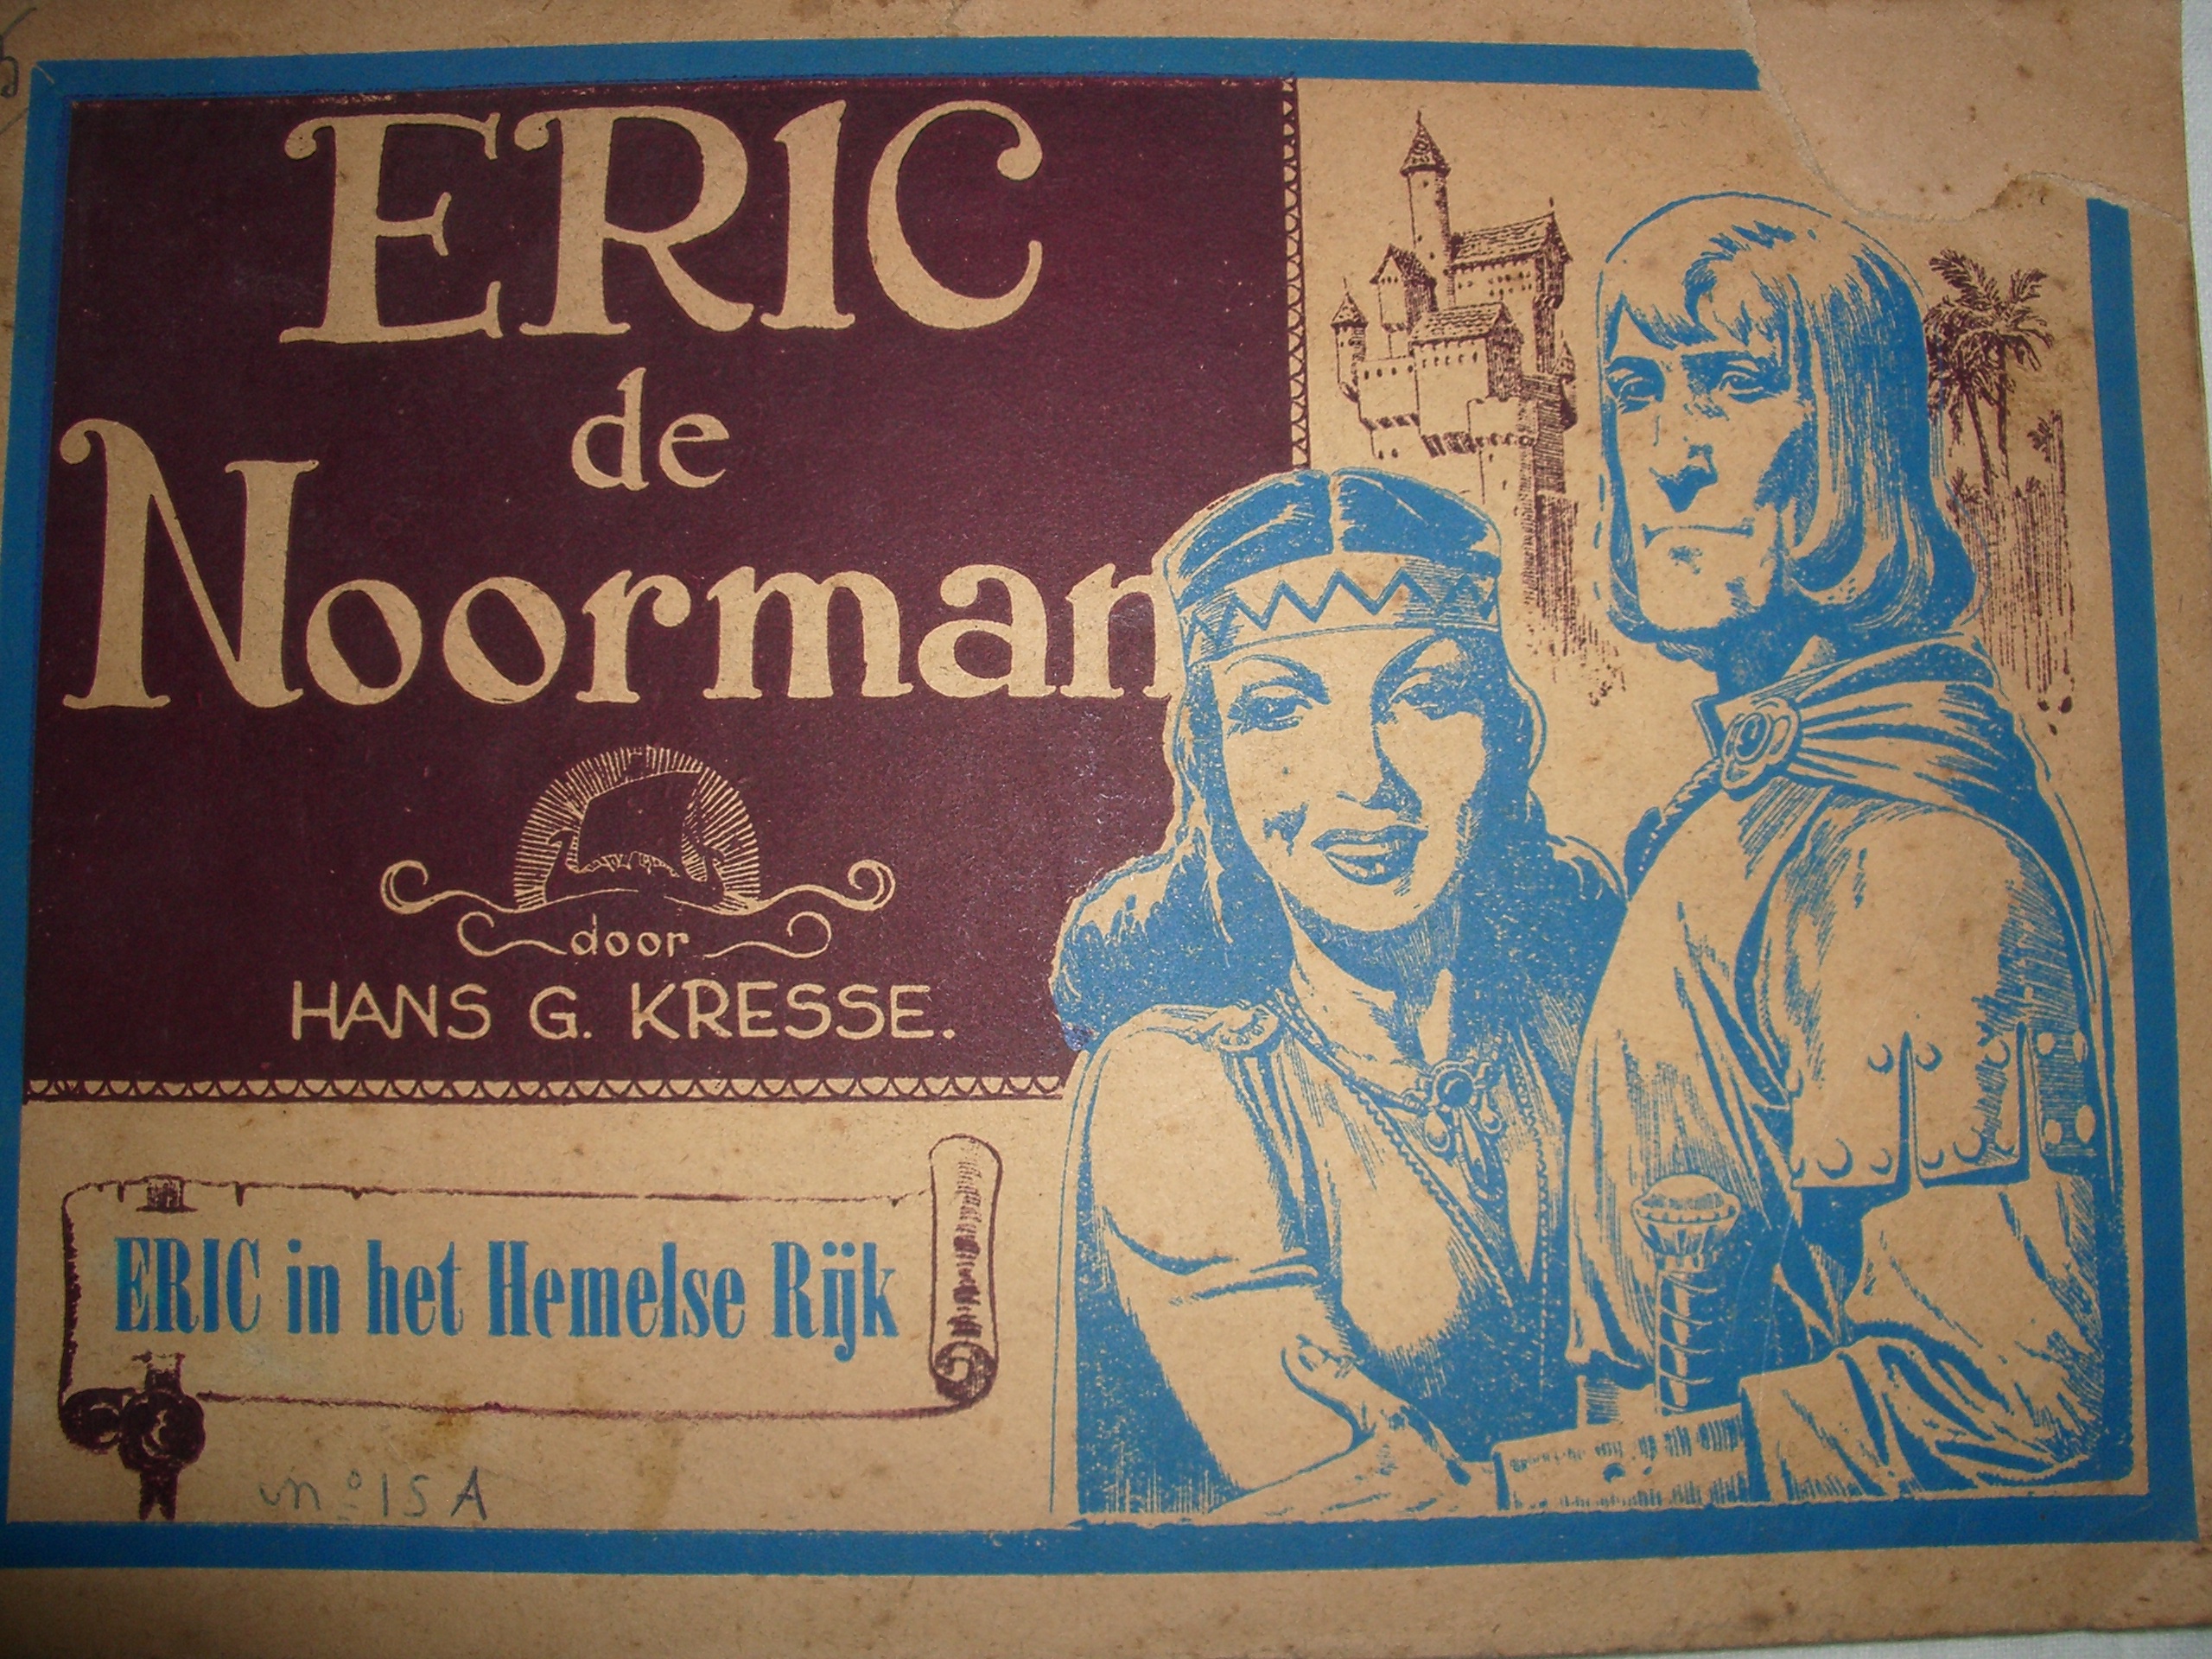 ERIC
de
Noorman
door
HANS G. KRESSE.
ERIC in het Hemelse Rijk
no 15 A